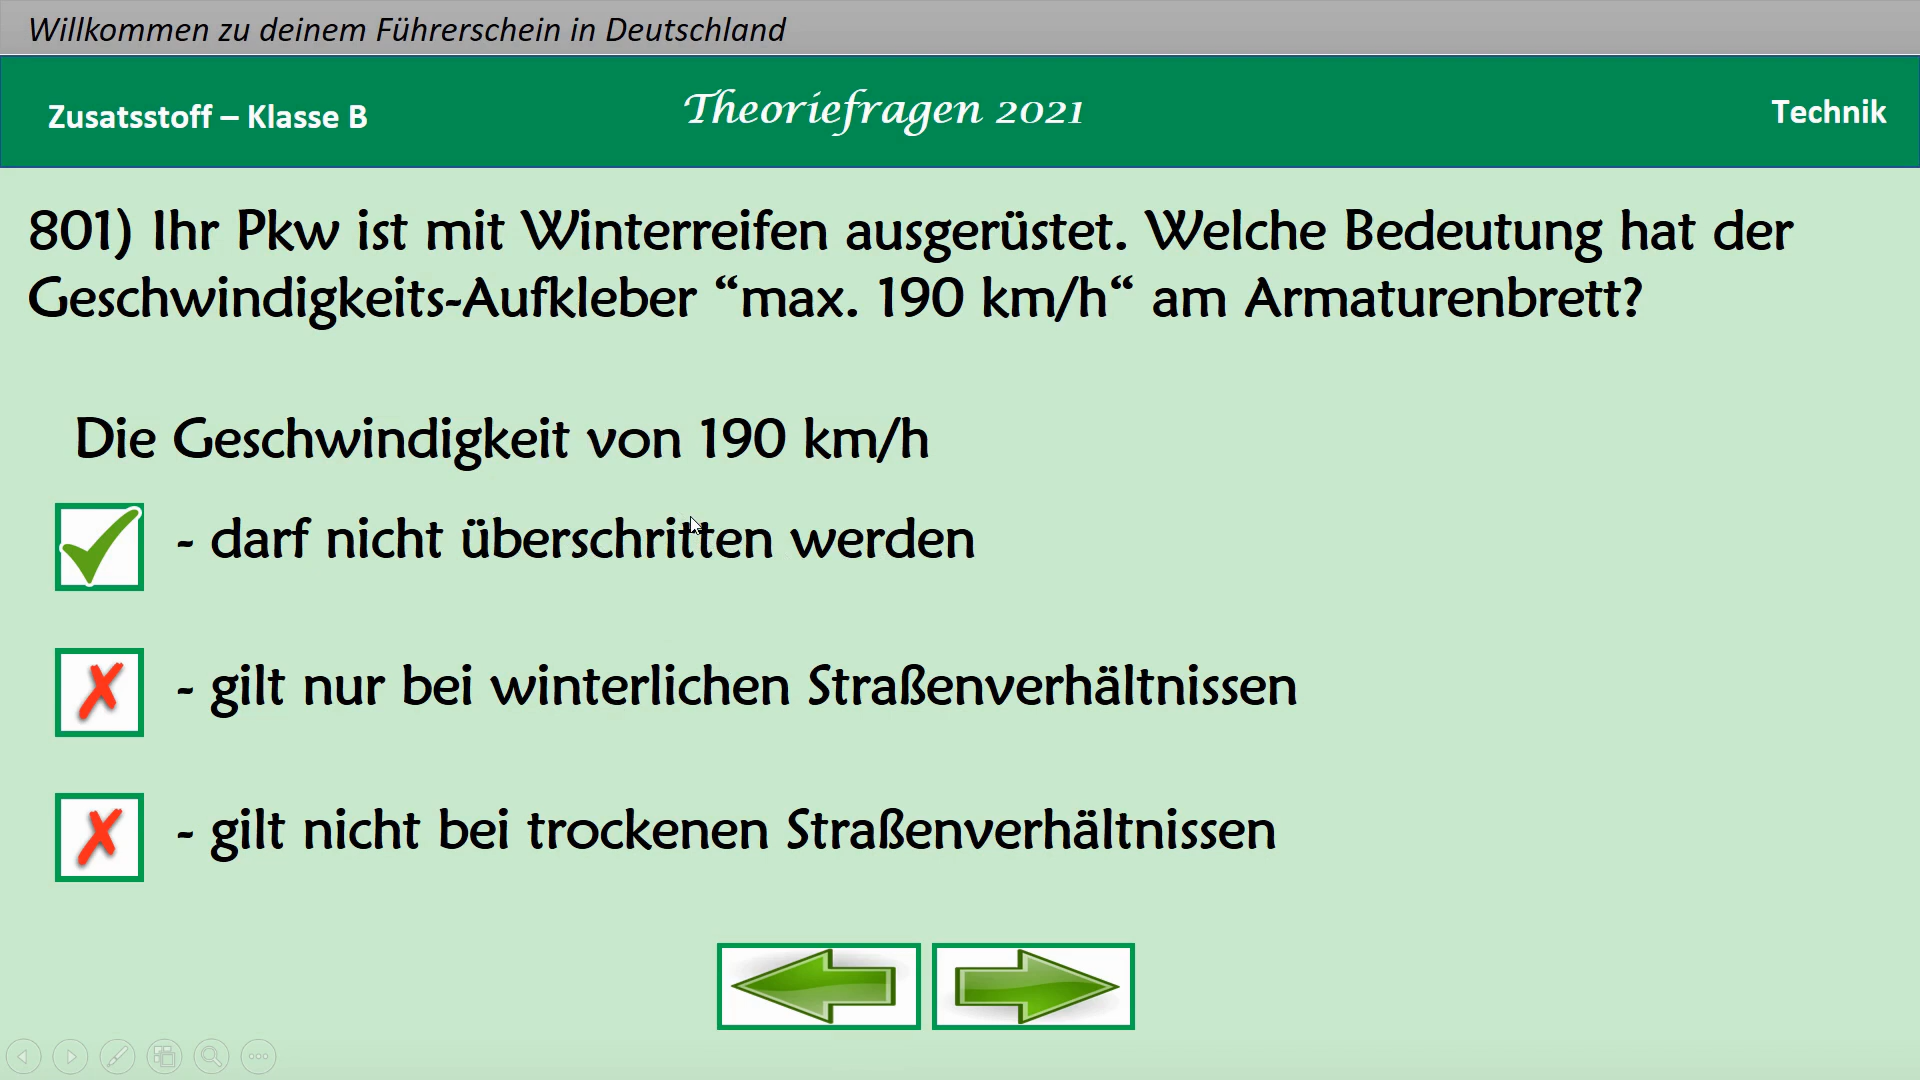 Willkommen zu deinem Führerschein in Deutschland
Zusatsstoff – Klasse B
Theoriefragen 2021
Technik
801) Ihr Pkw ist mit Winterreifen ausgerüstet. Welche Bedeutung hat der
Geschwindigkeits-Aufkleber “max. 190 km/h“ am Armaturenbrett?
Die Geschwindigkeit von 190 km/h
- darf nicht überschritten werden
- gilt nur bei winterlichen Straßenverhältnissen
- gilt nicht bei trockenen Straßenverhältnissen